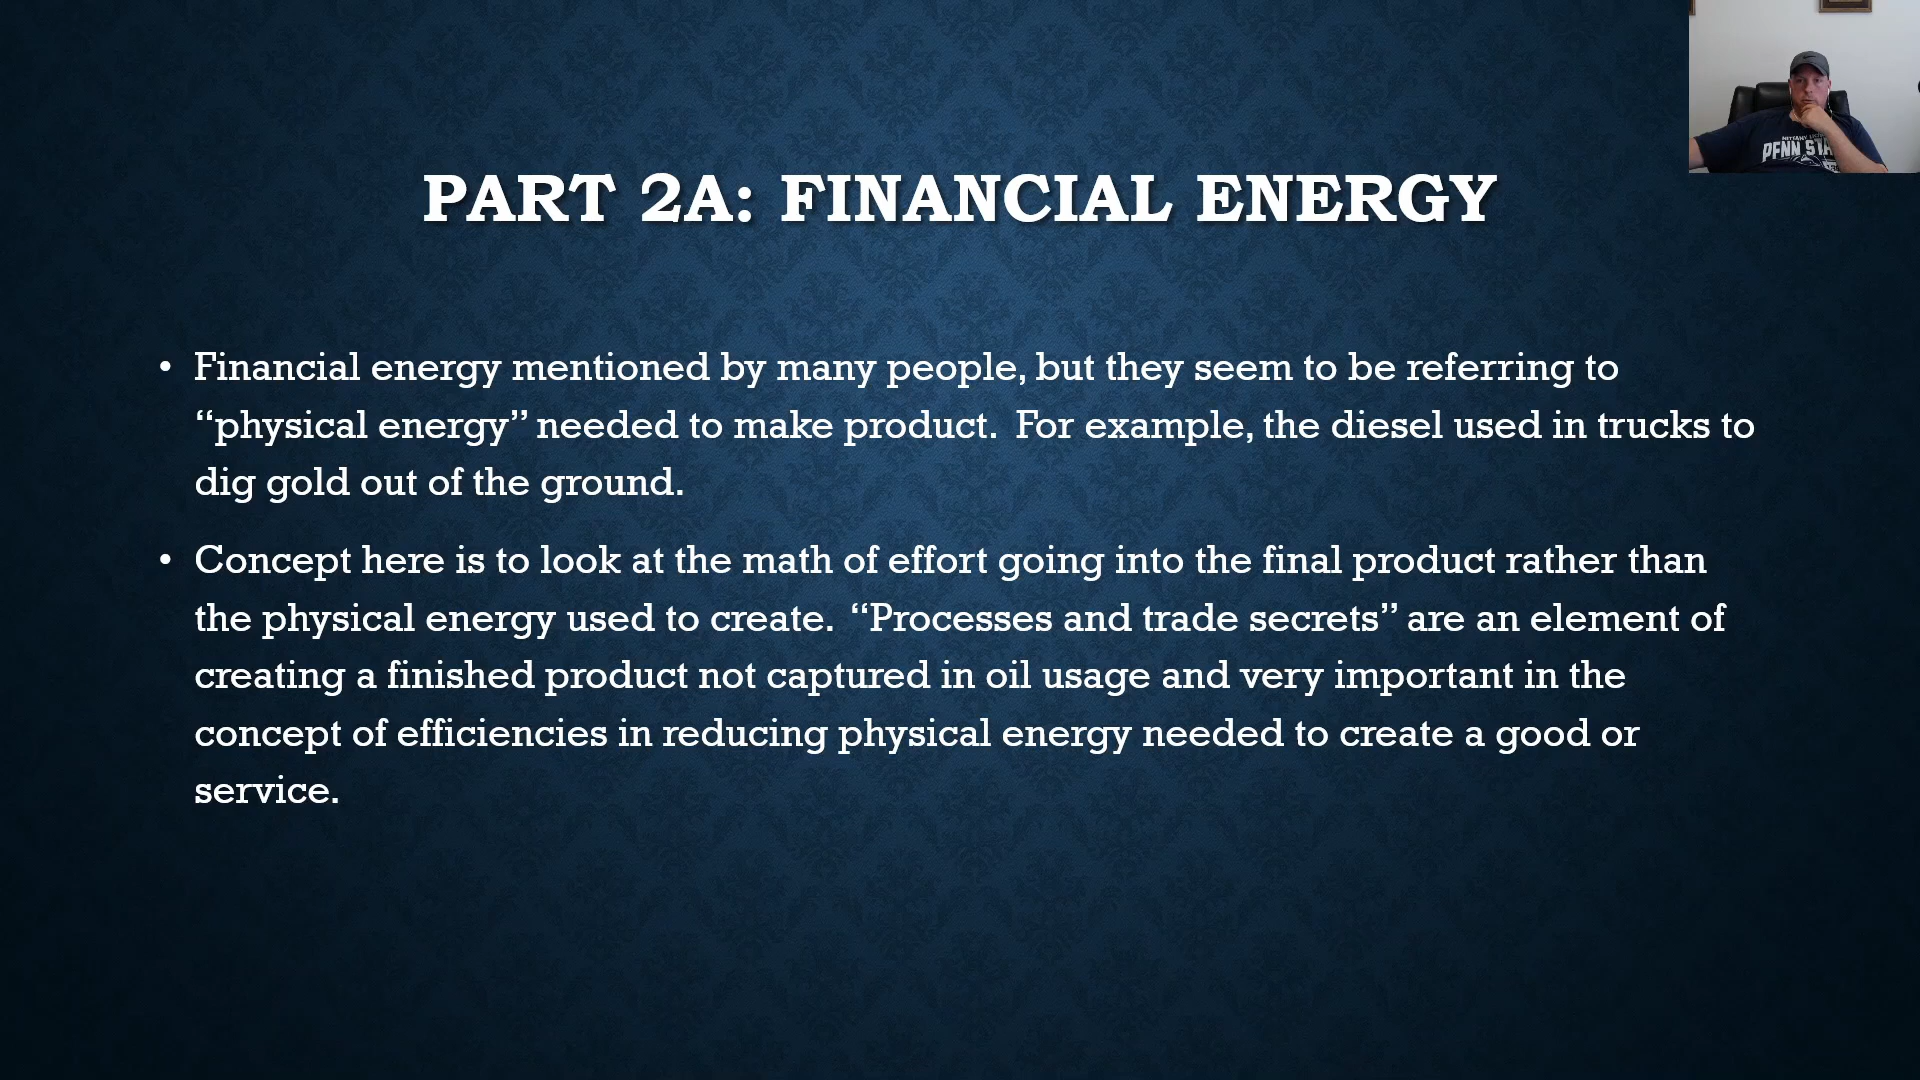 PART 2A: FINANCIAL ENERGY
• Financial energy mentioned by many people, but they seem to be referring to
“physical energy” needed to make product.  For example, the diesel used in trucks to
dig gold out of the ground.
• Concept here is to look at the math of effort going into the final product rather than
the physical energy used to create.  “Processes and trade secrets” are an element of
creating a finished product not captured in oil usage and very important in the
concept of efficiencies in reducing physical energy needed to create a good or
service.
PENN